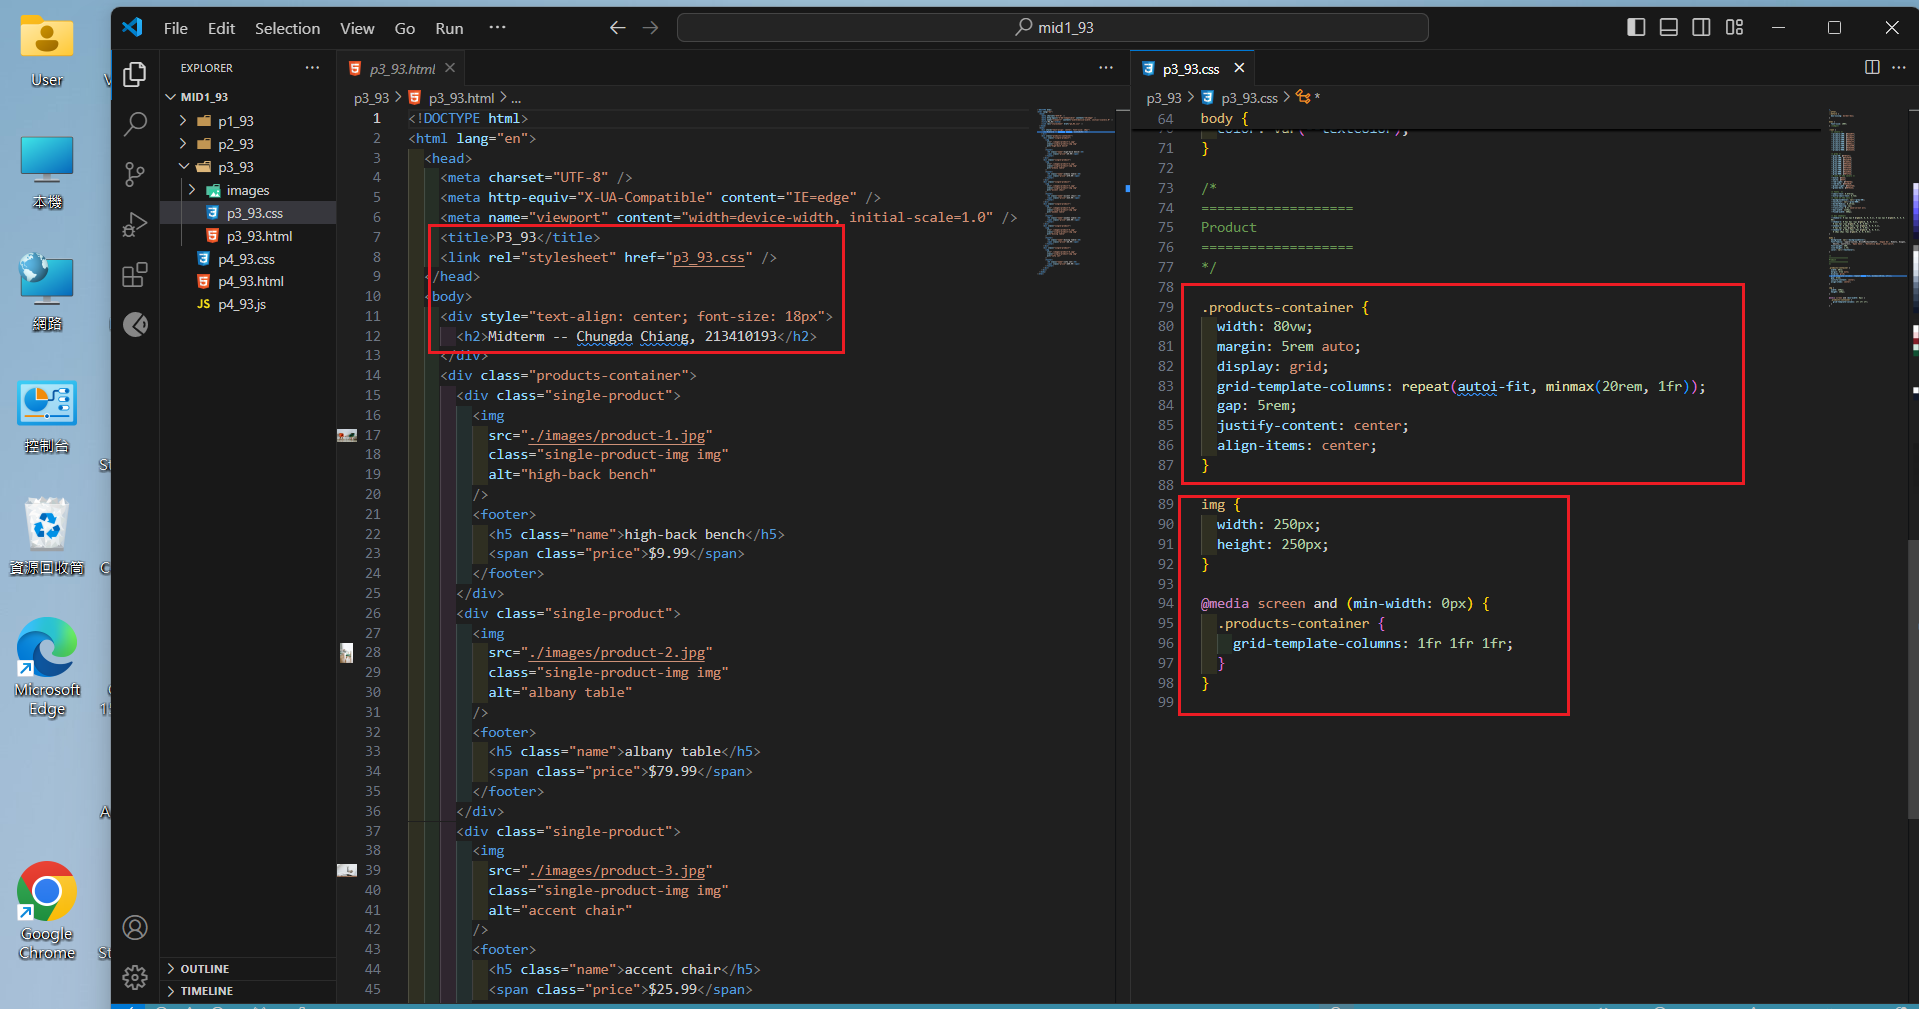 User
本機
網路
控制台
資源回收筒
Microsoft Edge
Google Chrome
File Edit Selection View Go Run ···
mid1_93
EXPLORER ···
MID1_93
p1_93
p2_93
p3_93
images
p3_93.css
p3_93.html
p4_93.css
p4_93.html
JS p4_93.js
OUTLINE
TIMELINE
p3_93.html
p3_93 > p3_93.html > ...
1 <!DOCTYPE html>
2 <html lang="en">
3 <head>
4 <meta charset="UTF-8" />
5 <meta http-equiv="X-UA-Compatible" content="IE=edge" />
6 <meta name="viewport" content="width=device-width, initial-scale=1.0" />
7 <title>P3_93</title>
8 <link rel="stylesheet" href="p3_93.css" />
9 </head>
10 <body>
11 <div style="text-align: center; font-size: 18px">
12 <h2>Midterm -- Chungda Chiang, 213410193</h2>
13 </div>
14 <div class="products-container">
15 <div class="single-product">
16 <img
17 src="./images/product-1.jpg"
18 class="single-product-img img"
19 alt="high-back bench"
20 />
21 <footer>
22 <h5 class="name">high-back bench</h5>
23 <span class="price">$9.99</span>
24 </footer>
25 </div>
26 <div class="single-product">
27 <img
28 src="./images/product-2.jpg"
29 class="single-product-img img"
30 alt="albany table"
31 />
32 <footer>
33 <h5 class="name">albany table</h5>
34 <span class="price">$79.99</span>
35 </footer>
36 </div>
37 <div class="single-product">
38 <img
39 src="./images/product-3.jpg"
40 class="single-product-img img"
41 alt="accent chair"
42 />
43 <footer>
44 <h5 class="name">accent chair</h5>
45 <span class="price">$25.99</span>
p3_93.css
p3_93 > p3_93.css > *
64 body {
70 color: var(--textColor);
71 }
72
73 /*
74 ===================
75 Product
76 ===================
77 */
78
79 .products-container {
80 width: 80vw;
81 margin: 5rem auto;
82 display: grid;
83 grid-template-columns: repeat(autoi-fit, minmax(20rem, 1fr));
84 gap: 5rem;
85 justify-content: center;
86 align-items: center;
87 }
88
89 img {
90 width: 250px;
91 height: 250px;
92 }
93
94 @media screen and (min-width: 0px) {
95 .products-container {
96 grid-template-columns: 1fr 1fr 1fr;
97 }
98 }
99